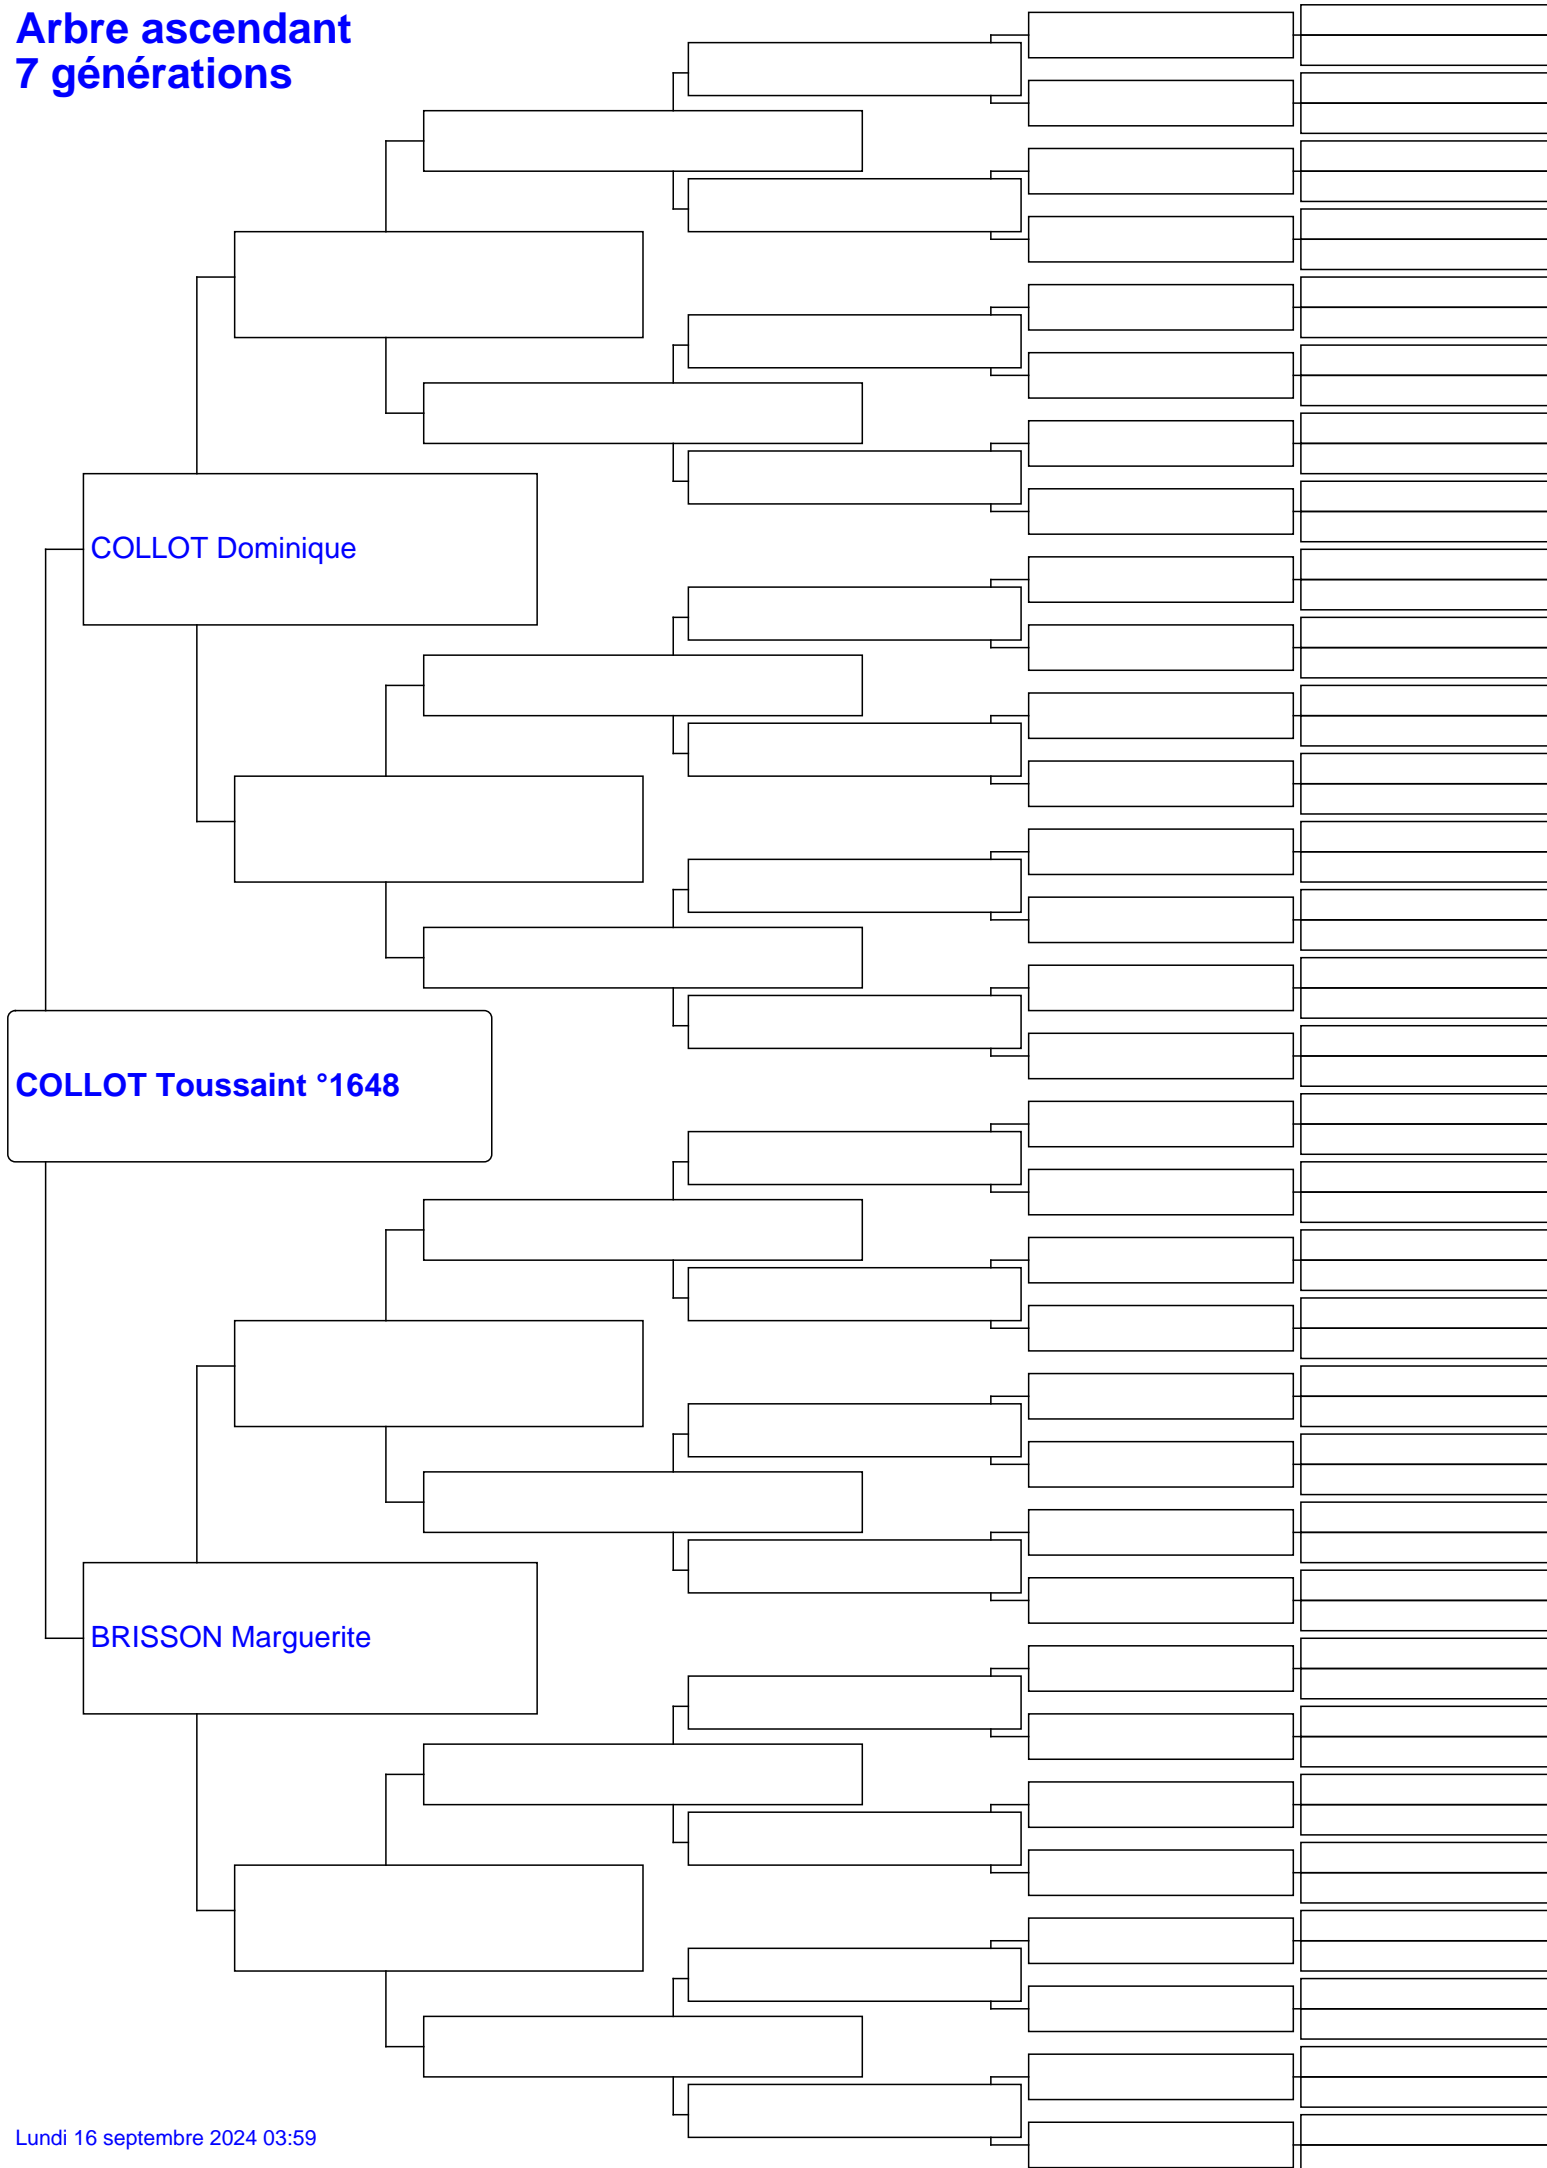 Arbre ascendant
7 générations
COLLOT Dominique
COLLOT Toussaint °1648
BRISSON Marguerite
Lundi 16 septembre 2024 03:59